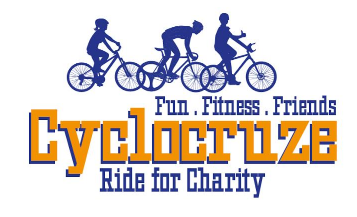 Fun . Fitness . Friends
Cyclocruze
Ride for Charity